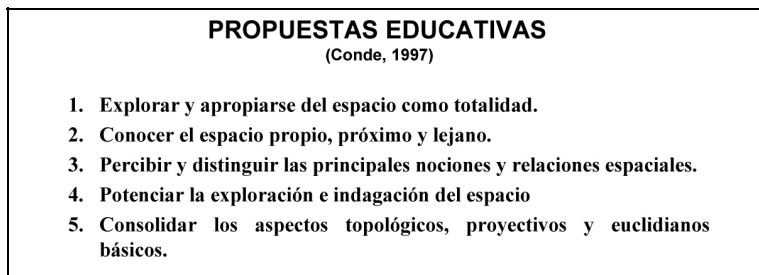 PROPUESTAS EDUCATIVAS
(Conde, 1997)
1. Explorar y apropiarse del espacio como totalidad.
2. Conocer el espacio propio, próximo y lejano.
3. Percibir y distinguir las principales nociones y relaciones espaciales.
4. Potenciar la exploración e indagación del espacio
5. Consolidar los aspectos topológicos, proyectivos y euclidianos
básicos.